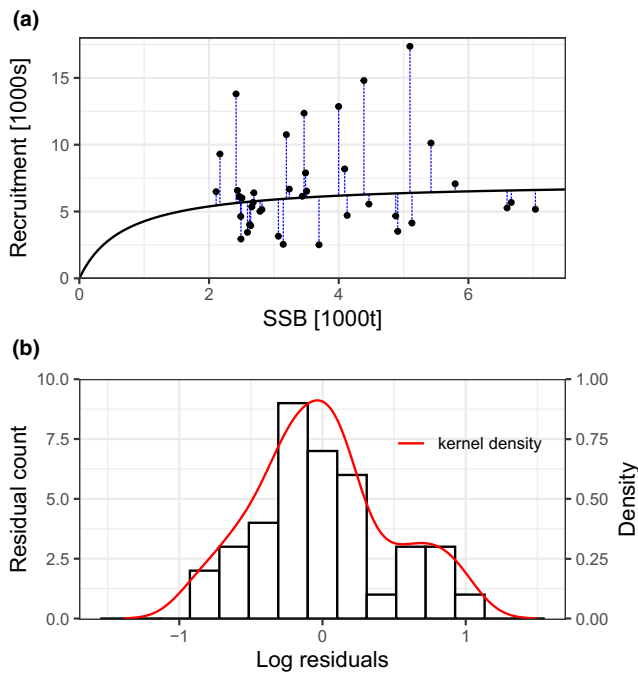 (a)
Recruitment [1000s]
15
10
5
0
0 2 4 6
SSB [1000t]
(b)
Residual count
10.0
7.5
5.0
2.5
0.0
kernel density
1.00
0.75
0.50
0.25
0.00
Density
−1 0 1
Log residuals